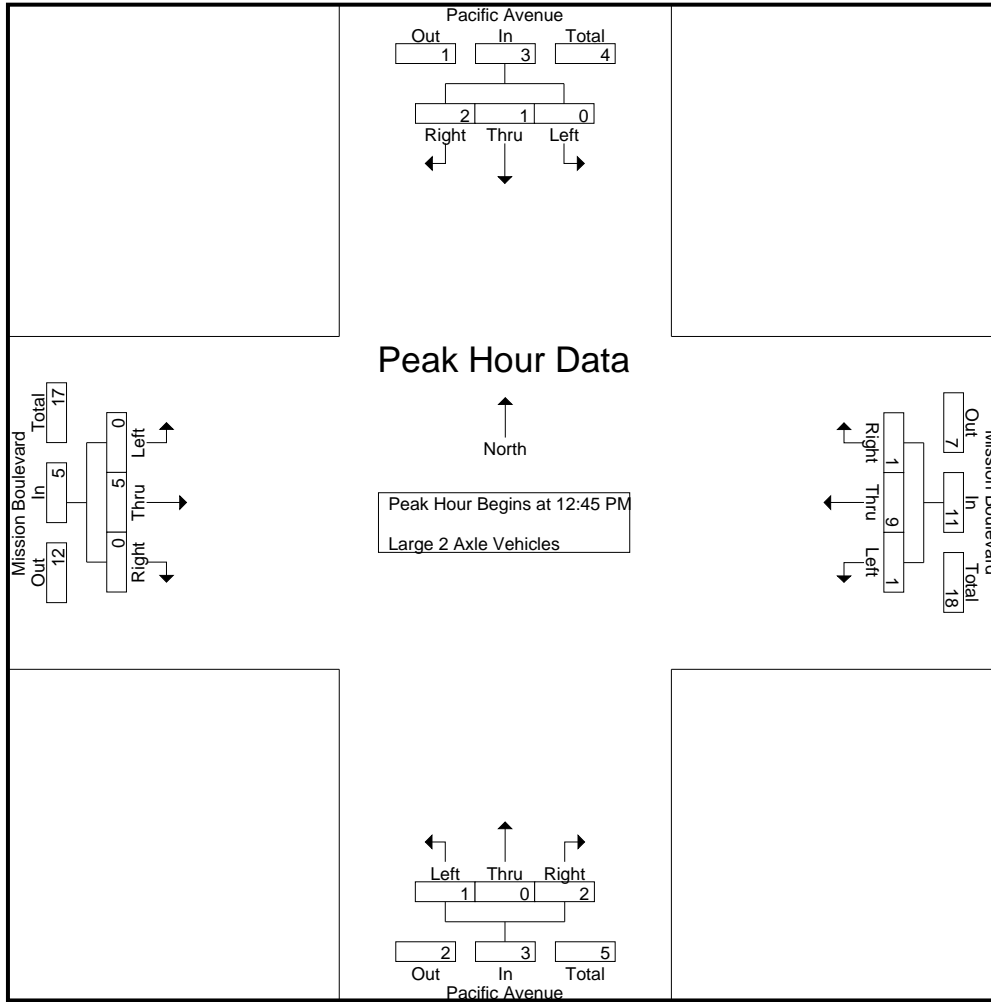 Pacific Avenue
Out In Total
1 3 4
2 1 0
Right Thru Left
Peak Hour Data
North
Peak Hour Begins at 12:45 PM
Large 2 Axle Vehicles
Mission Boulevard
Total In Out
17 5 12
0 5 0
Left Thru Right
Mission Boulevard
Out In Total
7 11 18
1 9 1
Right Thru Left
Left Thru Right
1 0 2
2 3 5
Out In Total
Pacific Avenue